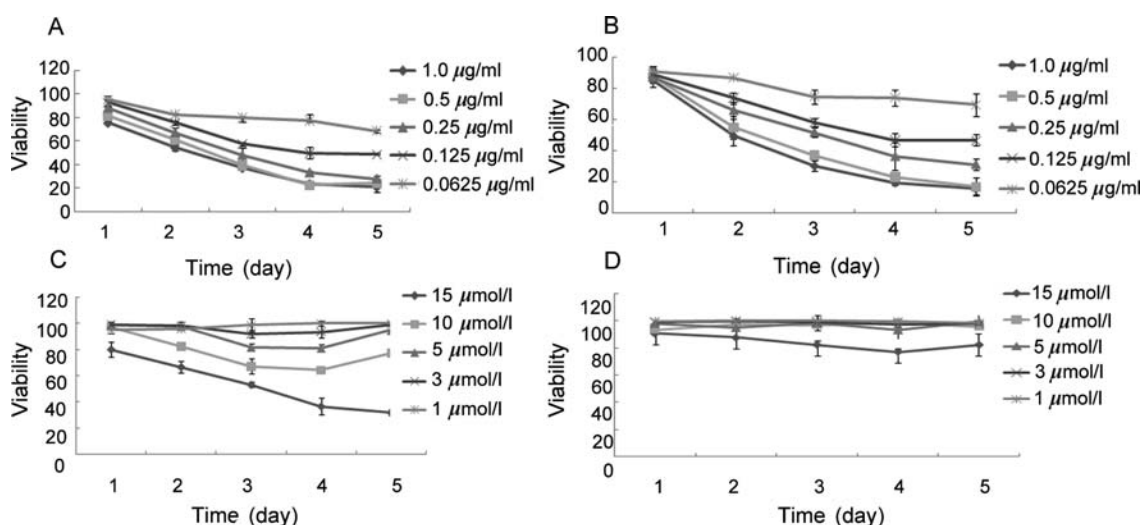 A
Viability
120
100
80
60
40
20
0
1 2 3 4 5
Time (day)
1.0 µg/ml
0.5 µg/ml
0.25 µg/ml
0.125 µg/ml
0.0625 µg/ml
B
Viability
100
80
60
40
20
0
1 2 3 4 5
Time (day)
1.0 µg/ml
0.5 µg/ml
0.25 µg/ml
0.125 µg/ml
0.0625 µg/ml
C
Viability
120
100
80
60
40
20
0
1 2 3 4 5
Time (day)
15 µmol/l
10 µmol/l
5 µmol/l
3 µmol/l
1 µmol/l
D
Viability
120
100
80
60
40
20
0
1 2 3 4 5
Time (day)
15 µmol/l
10 µmol/l
5 µmol/l
3 µmol/l
1 µmol/l